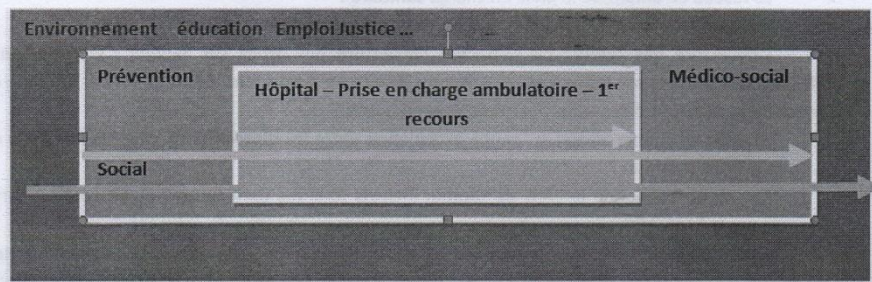 Environnement éducation Emploi Justice ...
Prévention
Hôpital – Prise en charge ambulatoire – 1er
recours
Médico-social
Social